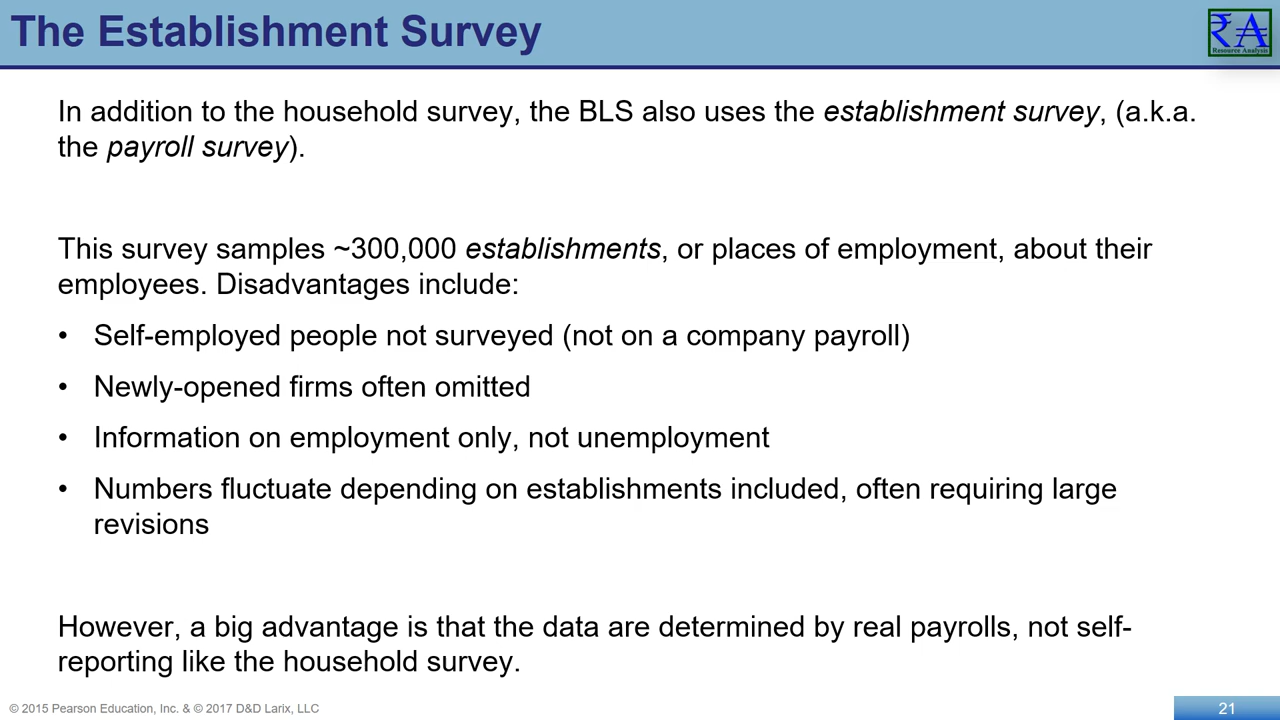 The Establishment Survey
₹A
Resource Analysis
In addition to the household survey, the BLS also uses the establishment survey, (a.k.a.
the payroll survey).
This survey samples ~300,000 establishments, or places of employment, about their
employees. Disadvantages include:
• Self-employed people not surveyed (not on a company payroll)
• Newly-opened firms often omitted
• Information on employment only, not unemployment
• Numbers fluctuate depending on establishments included, often requiring large
revisions
However, a big advantage is that the data are determined by real payrolls, not self-
reporting like the household survey.
© 2015 Pearson Education, Inc. & © 2017 D&D Larix, LLC
21